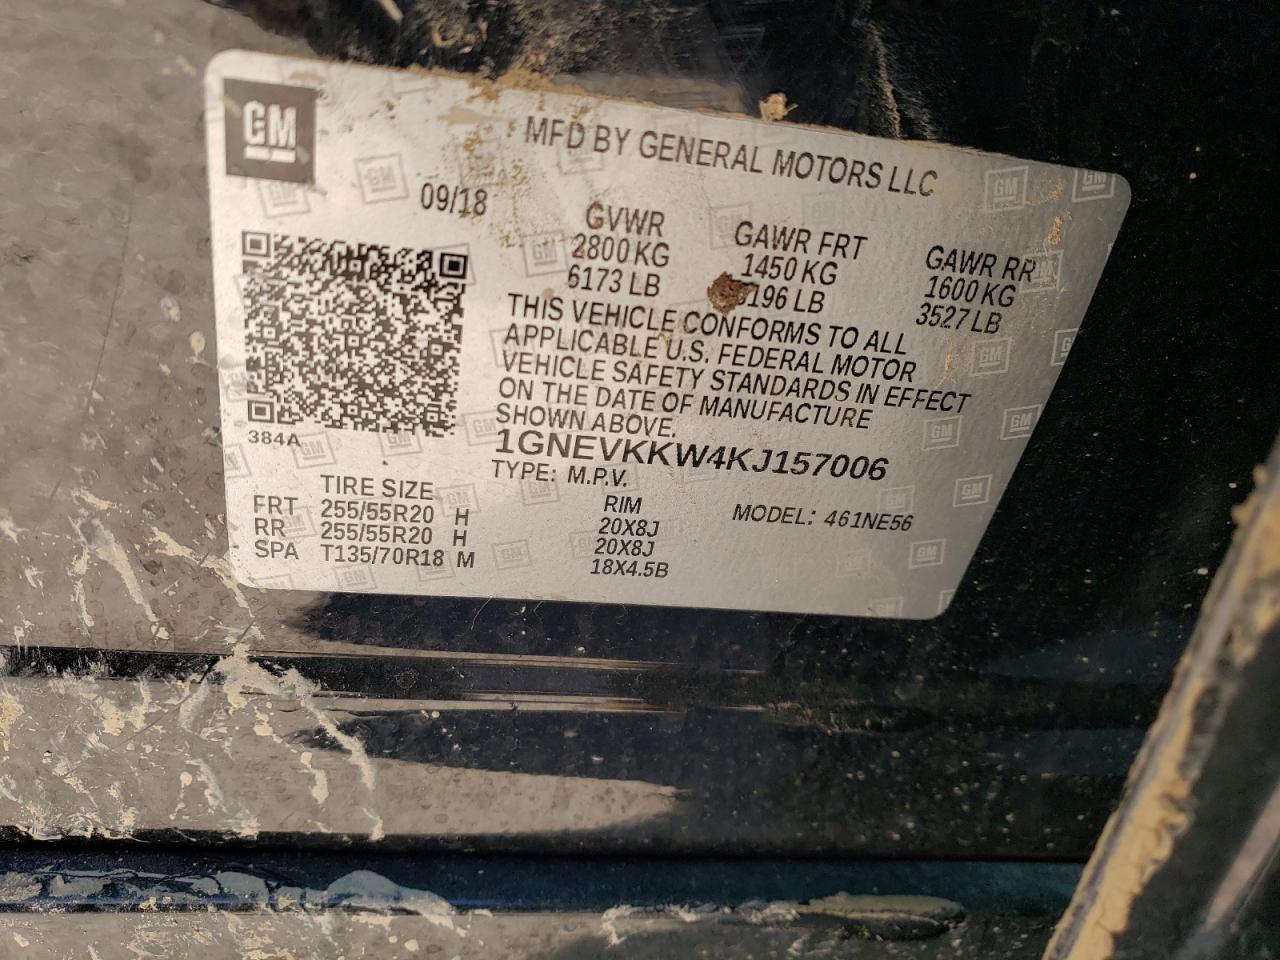 GM
MFD BY GENERAL MOTORS LLC
09/18
GVWR
2800 KG
6173 LB
GAWR FRT
1450 KG
196 LB
GAWR RR
1600 KG
3527 LB
THIS VEHICLE CONFORMS TO ALL
APPLICABLE U.S. FEDERAL MOTOR
VEHICLE SAFETY STANDARDS IN EFFECT
ON THE DATE OF MANUFACTURE
SHOWN ABOVE.
384A
1GNEVKKW4KJ157006
TYPE: M.P.V.
MODEL: 461NE56
TIRE SIZE RIM
FRT 255/55R20 H 20X8J
RR 255/55R20 H 20X8J
SPA T135/70R18 M 18X4.5B